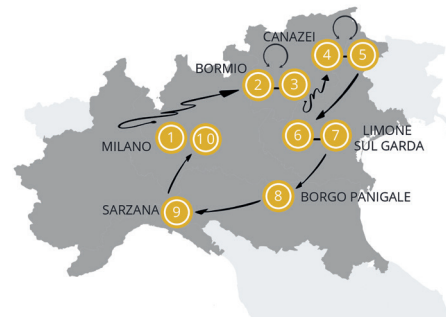 CANAZEI
4 5
BORMIO
2 3
MILANO
1 10
6 7
LIMONE
SUL GARDA
8
BORGO PANIGALE
SARZANA
9